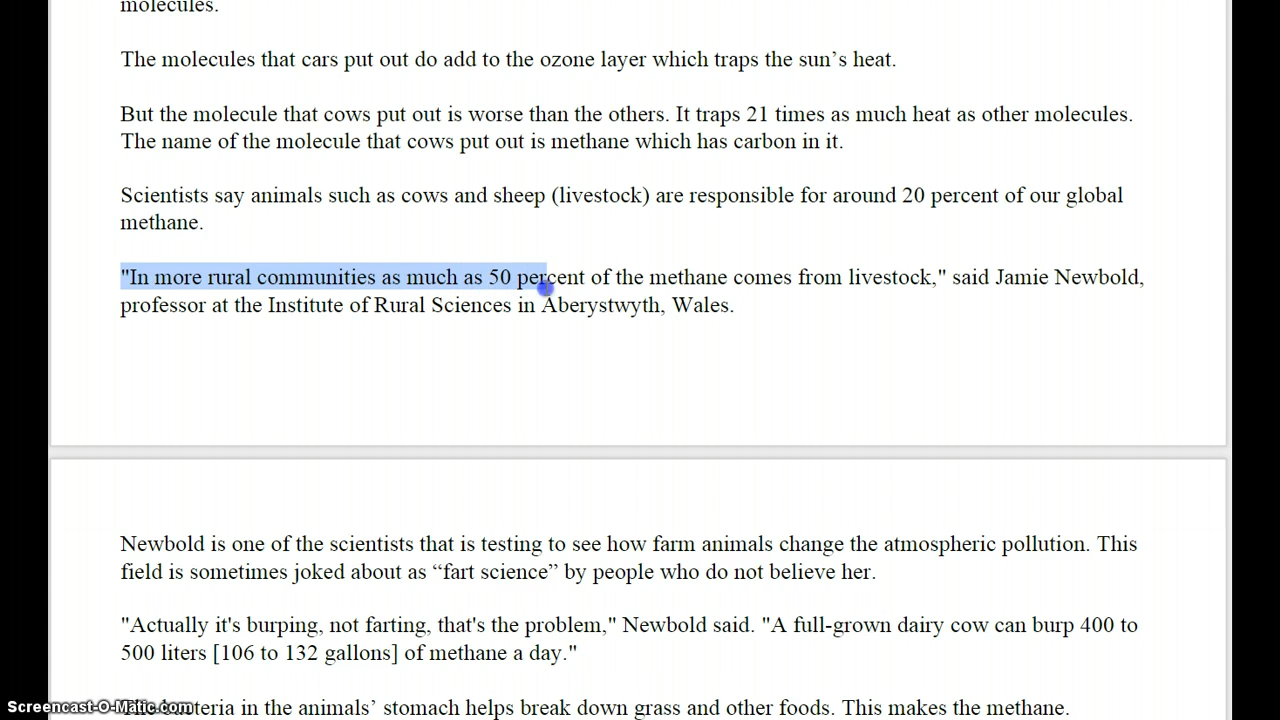 molecules.
The molecules that cars put out do add to the ozone layer which traps the sun’s heat.
But the molecule that cows put out is worse than the others. It traps 21 times as much heat as other molecules.
The name of the molecule that cows put out is methane which has carbon in it.
Scientists say animals such as cows and sheep (livestock) are responsible for around 20 percent of our global
methane.
"In more rural communities as much as 50 percent of the methane comes from livestock," said Jamie Newbold,
professor at the Institute of Rural Sciences in Aberystwyth, Wales.
Newbold is one of the scientists that is testing to see how farm animals change the atmospheric pollution. This
field is sometimes joked about as “fart science” by people who do not believe her.
"Actually it's burping, not farting, that's the problem," Newbold said. "A full-grown dairy cow can burp 400 to
500 liters [106 to 132 gallons] of methane a day."
The bacteria in the animals’ stomach helps break down grass and other foods. This makes the methane.
Screencast-O-Matic.com